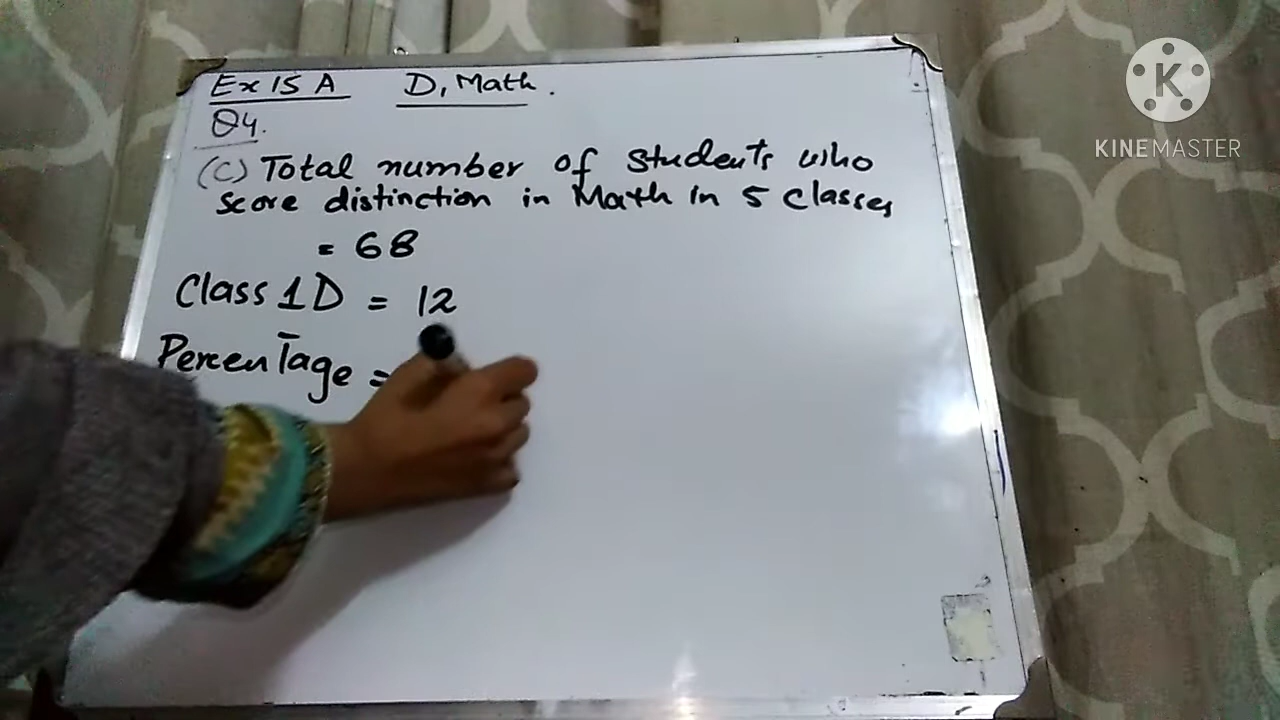 Ex 15 A D, Math.
Q4.
(C) Total number of students who
score distinction in Math in 5 classes
= 68
Class 1D = 12
Percentage =
K
KINEMASTER